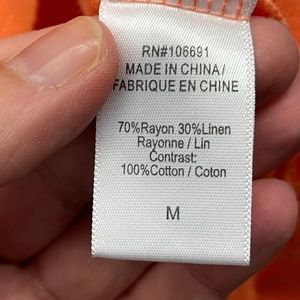 RN#106691
MADE IN CHINA/
FABRIQUE EN CHINE
70%Rayon 30%Linen
Rayonne / Lin
Contrast:
100%Cotton / Coton
M